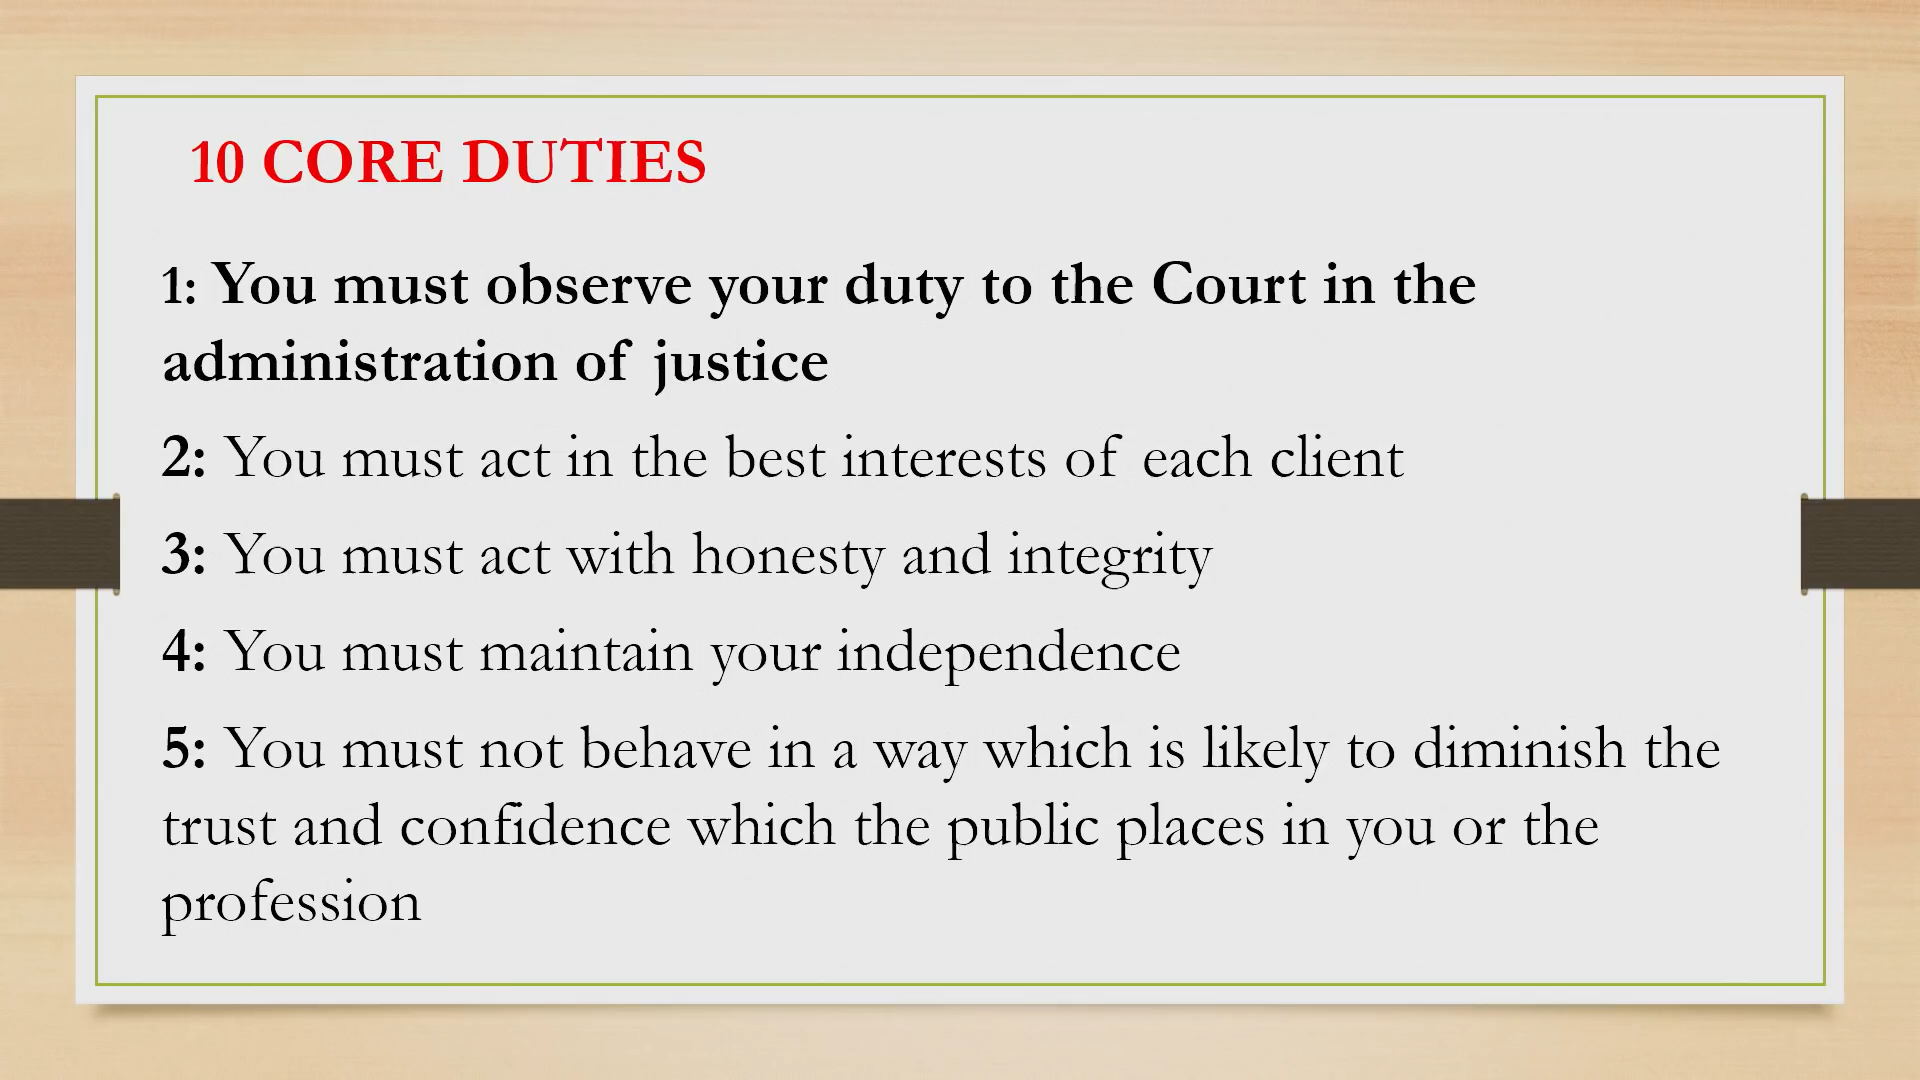 10 CORE DUTIES
1: You must observe your duty to the Court in the
administration of justice
2: You must act in the best interests of each client
3: You must act with honesty and integrity
4: You must maintain your independence
5: You must not behave in a way which is likely to diminish the
trust and confidence which the public places in you or the
profession